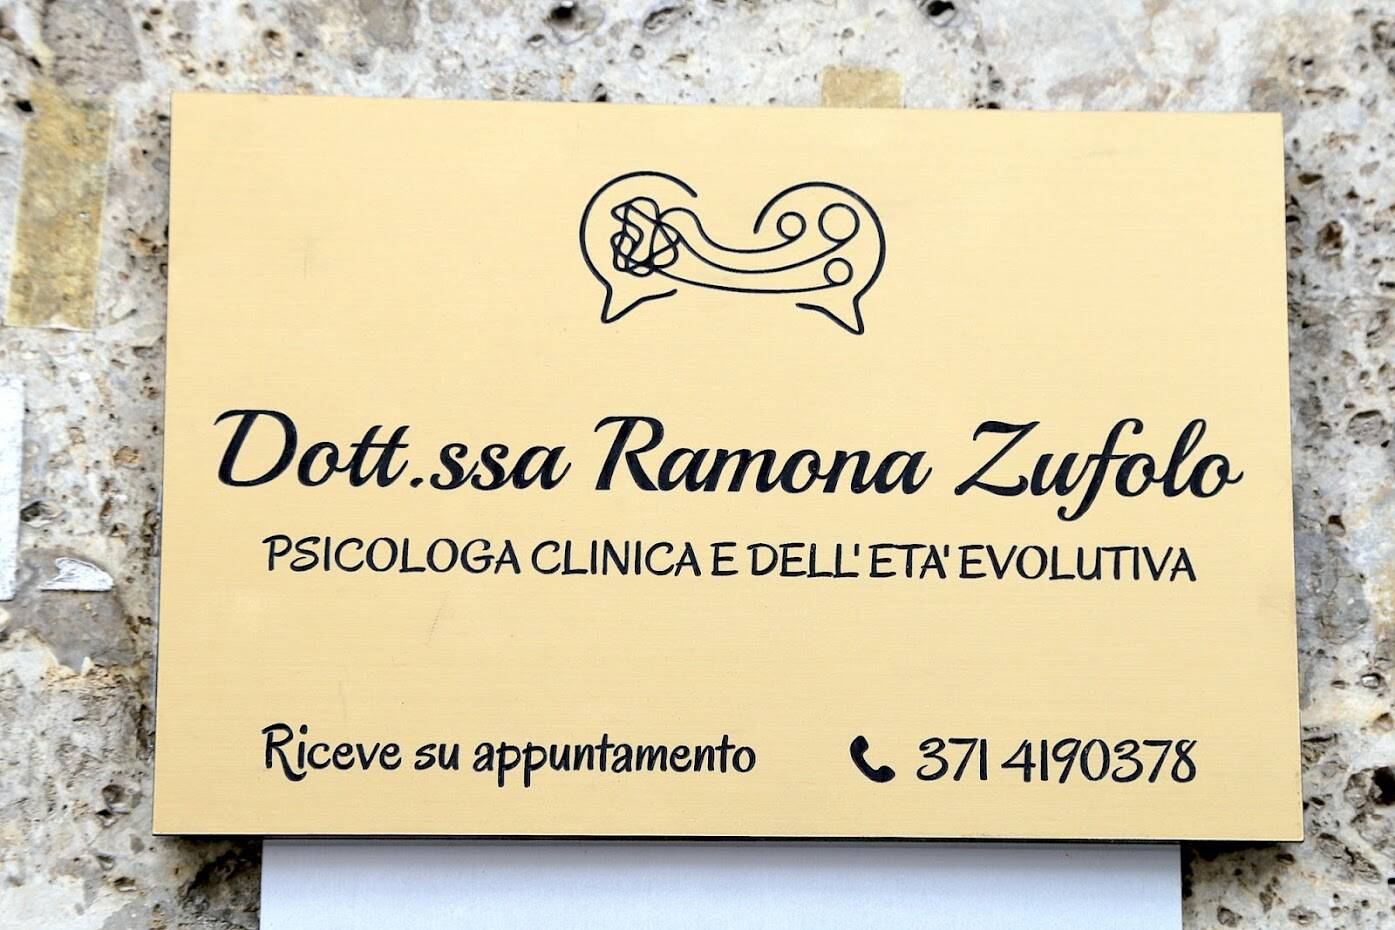 Dott.ssa Ramona Zufolo
PSICOLOGA CLINICA E DELL'ETA' EVOLUTIVA
Riceve su appuntamento 371 4190378